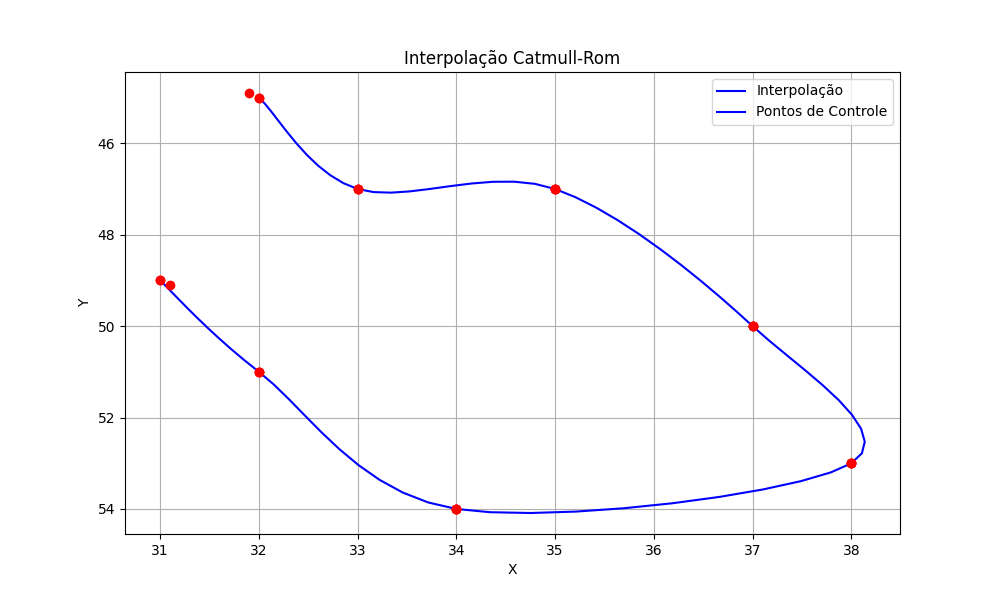 Interpolação Catmull-Rom
Interpolação
Pontos de Controle
46
48
50
52
54
Y
31 32 33 34 35 36 37 38
X